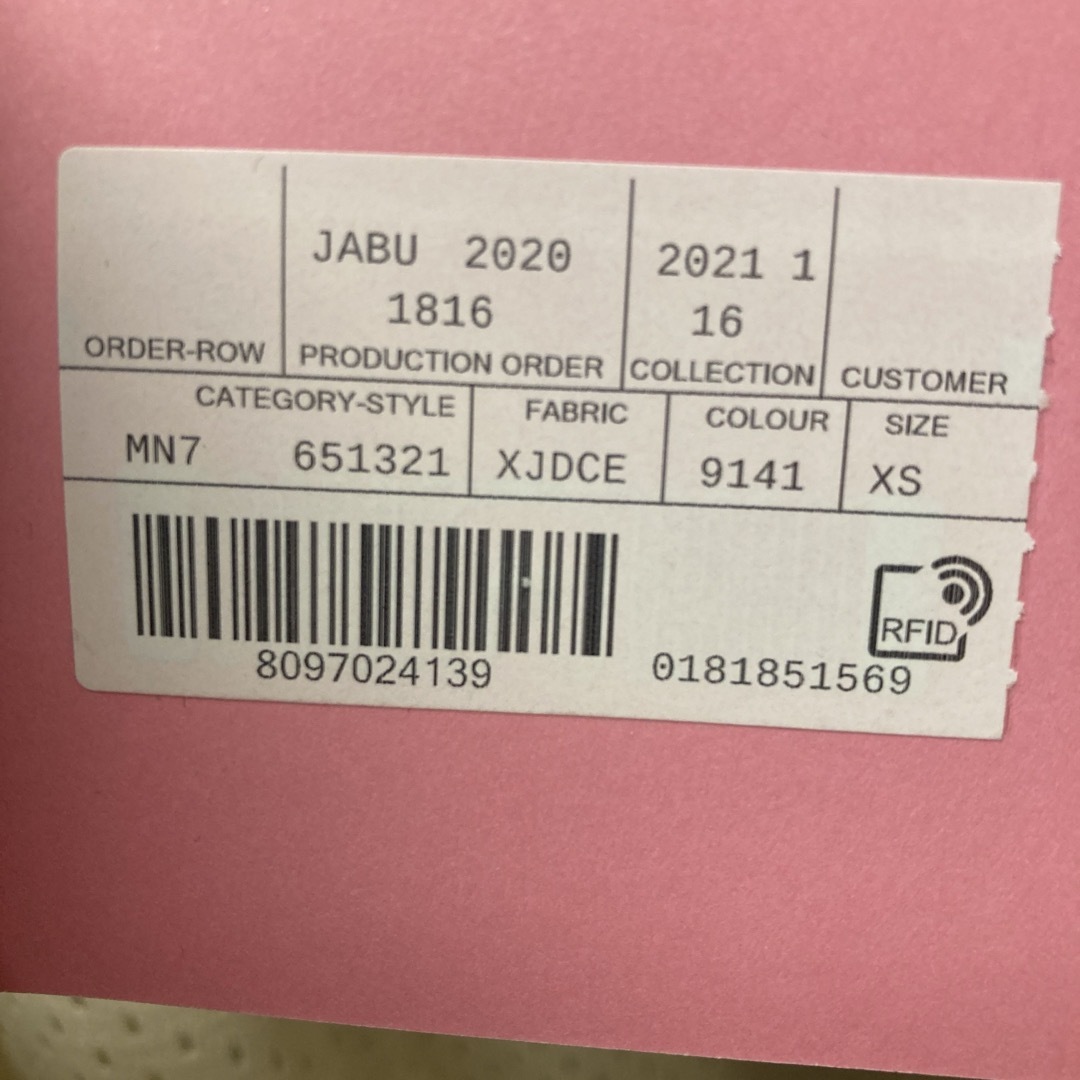 JABU 2020 2021 1
1816 16
ORDER-ROW PRODUCTION ORDER COLLECTION CUSTOMER
CATEGORY-STYLE FABRIC COLOUR SIZE
MN7 651321 XJDCE 9141 XS
8097024139 0181851569
RFID